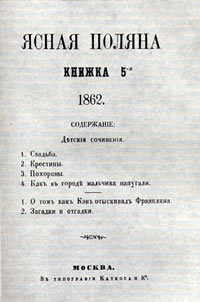 ЯСНАЯ ПОЛЯНА
КНИЖКА 5-я
1862.
СОДЕРЖАНІЕ:
Дѣтскія сочиненія.
1. Свадьба.
2. Крестины.
3. Похороны.
4. Какъ въ городѣ мальчика напугали.
1. О томъ какъ Кэнъ отыскивалъ Франклина.
2. Загадки и отгадки.
МОСКВА.
Въ типографіи Каткова и К°.